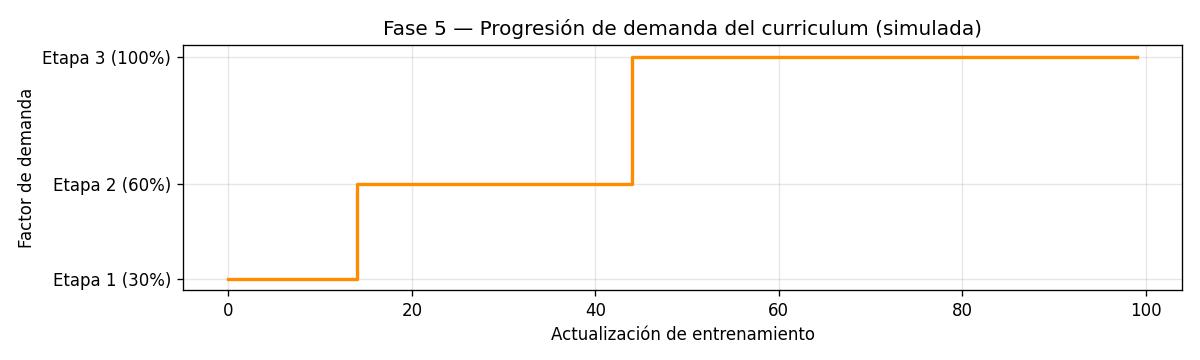 Fase 5 — Progresión de demanda del curriculum (simulada)
Factor de demanda
Etapa 3 (100%)
Etapa 2 (60%)
Etapa 1 (30%)
0 20 40 60 80 100
Actualización de entrenamiento